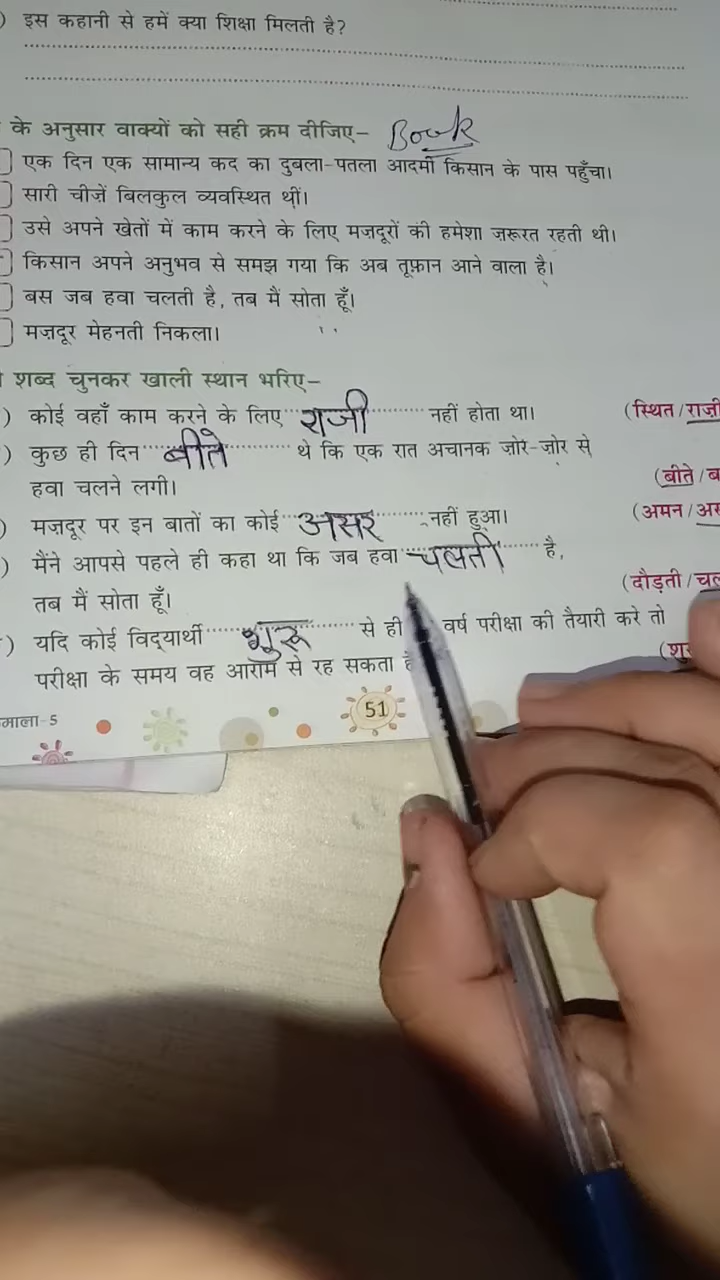 ) इस कहानी से हमें क्या शिक्षा मिलती है?
के अनुसार वाक्यों को सही क्रम दीजिए– Book
एक दिन एक सामान्य कद का दुबला-पतला आदमी किसान के पास पहुँचा।
सारी चीज़ें बिलकुल व्यवस्थित थीं।
उसे अपने खेतों में काम करने के लिए मज़दूरों की हमेशा ज़रूरत रहती थी।
किसान अपने अनुभव से समझ गया कि अब तूफ़ान आने वाला है।
बस जब हवा चलती है, तब मैं सोता हूँ।
मज़दूर मेहनती निकला।
शब्द चुनकर खाली स्थान भरिए–
) कोई वहाँ काम करने के लिए राजी नहीं होता था। (स्थित/राज़ी
) कुछ ही दिन बीते थे कि एक रात अचानक ज़ोर-ज़ोर से
हवा चलने लगी। (बीते/
) मज़दूर पर इन बातों का कोई असर नहीं हुआ। (अमन/
) मैंने आपसे पहले ही कहा था कि जब हवा चलती है,
तब मैं सोता हूँ। (दौड़ती/
) यदि कोई विद्यार्थी शुरू से ही वर्ष परीक्षा की तैयारी करे तो
परीक्षा के समय वह आराम से रह सकता
माला-5 51